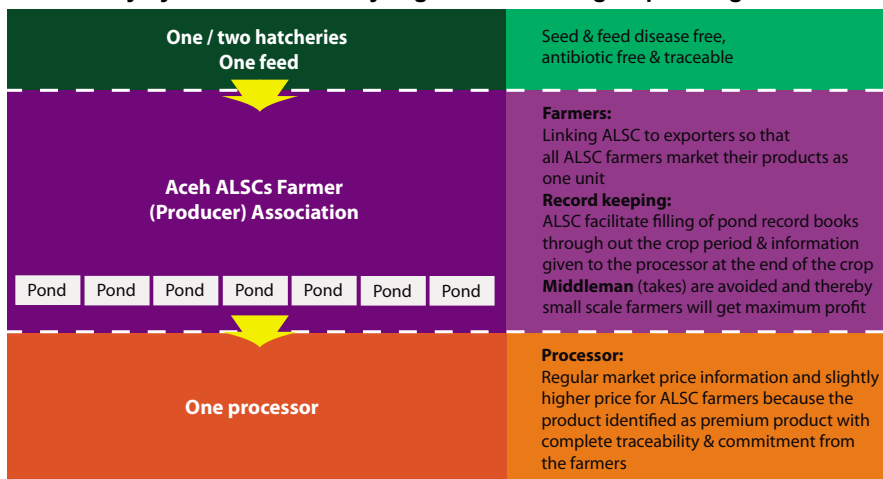 One / two hatcheries
One feed
Seed & feed disease free,
antibiotic free & traceable
Aceh ALSCs Farmer
(Producer) Association
Pond Pond Pond Pond Pond Pond Pond
Farmers:
Linking ALSC to exporters so that
all ALSC farmers market their products as
one unit
Record keeping:
ALSC facilitate filling of pond record books
through out the crop period & information
given to the processor at the end of the crop
Middleman (takes) are avoided and thereby
small scale farmers will get maximum profit
One processor
Processor:
Regular market price information and slightly
higher price for ALSC farmers because the
product identified as premium product with
complete traceability & commitment from
the farmers